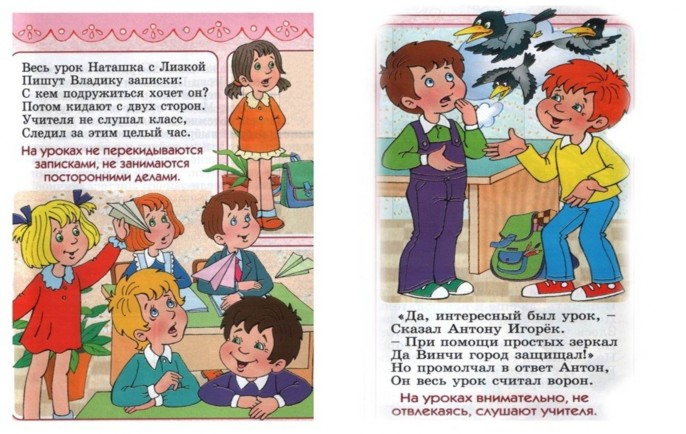 Весь урок Наташка с Лизкой
Пишут Владику записки:
С кем подружиться хочет он?
Потом кидают с двух сторон.
Учителя не слушал класс,
Следил за этим целый час.
На уроках не перекидываются
записками, не занимаются
посторонними делами.
«Да, интересный был урок, –
Сказал Антону Игорёк.
– При помощи простых зеркал
Да Винчи город защищал!»
Но промолчал в ответ Антон,
Он весь урок считал ворон.
На уроках внимательно, не
отвлекаясь, слушают учителя.